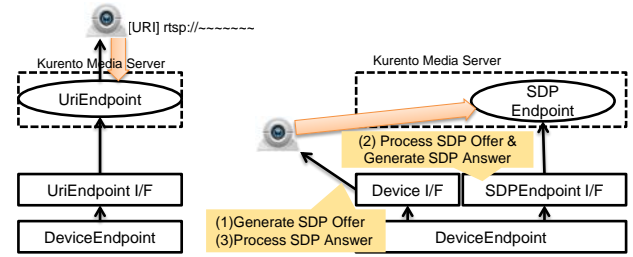 [URI] rtsp://~~~~~~~
Kurento Media Server
UriEndpoint
UriEndpoint I/F
DeviceEndpoint
Kurento Media Server
SDP
Endpoint
(2) Process SDP Offer &
Generate SDP Answer
Device I/F
SDPEndpoint I/F
(1)Generate SDP Offer
(3)Process SDP Answer
DeviceEndpoint